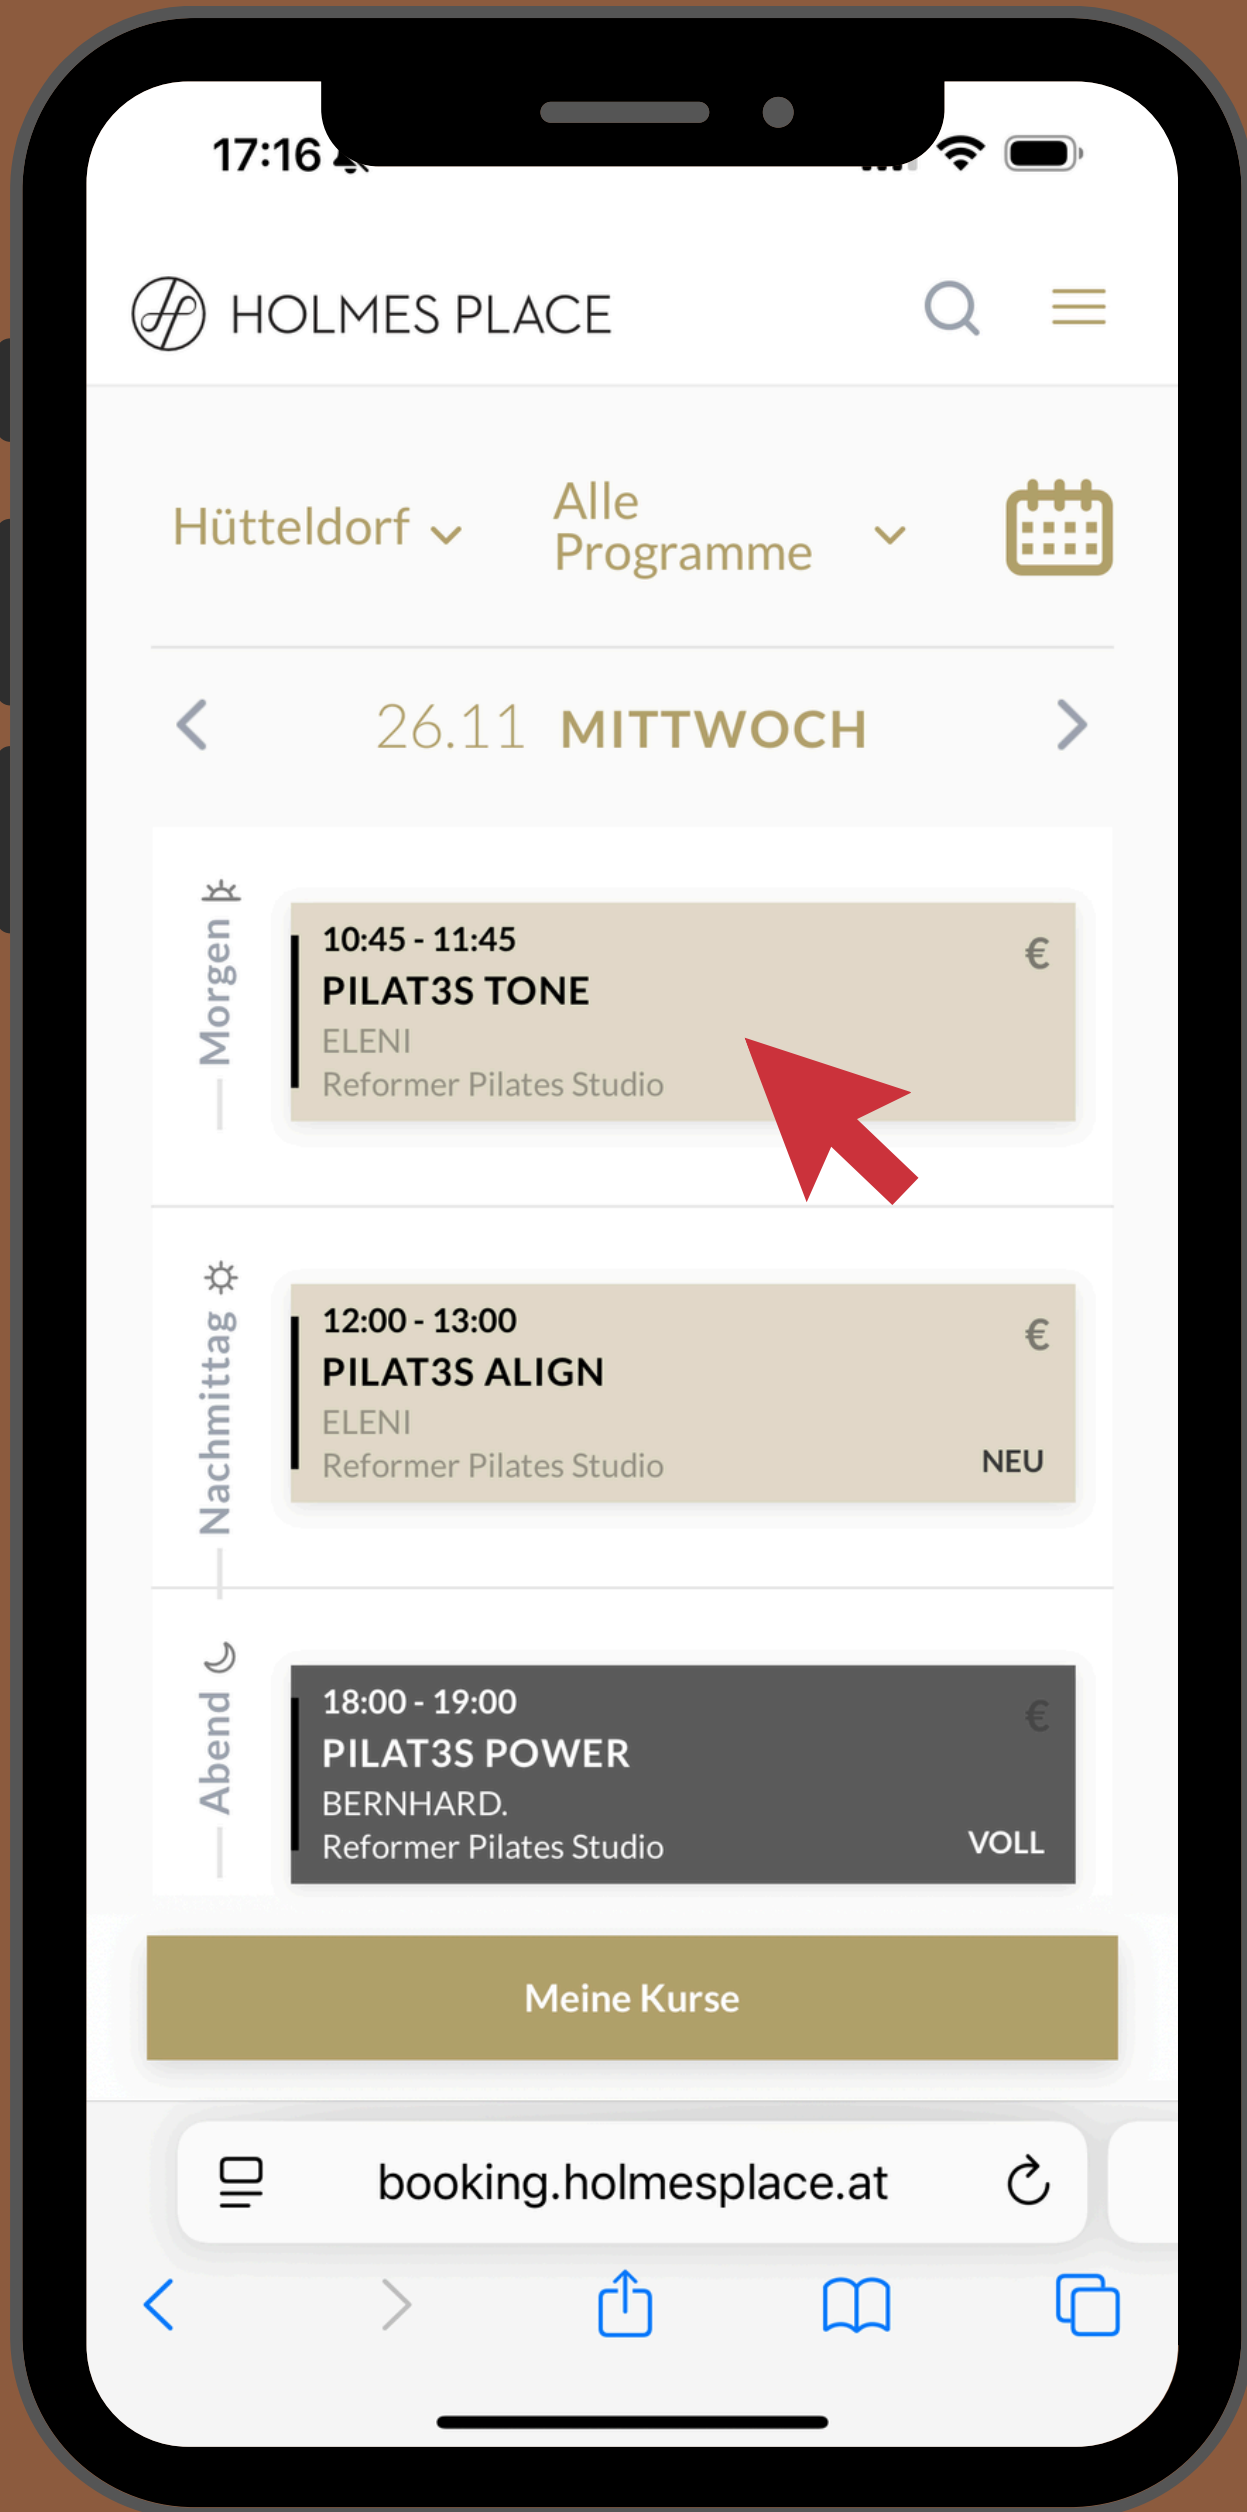 17:16
HOLMES PLACE
Hütteldorf
Alle
Programme
26.11 MITTWOCH
Morgen
10:45 - 11:45
€
PILAT3S TONE
ELENI
Reformer Pilates Studio
Nachmittag
12:00 - 13:00
€
PILAT3S ALIGN
ELENI
Reformer Pilates Studio
NEU
Abend
18:00 - 19:00
€
PILAT3S POWER
BERNHARD.
Reformer Pilates Studio
VOLL
Meine Kurse
booking.holmesplace.at